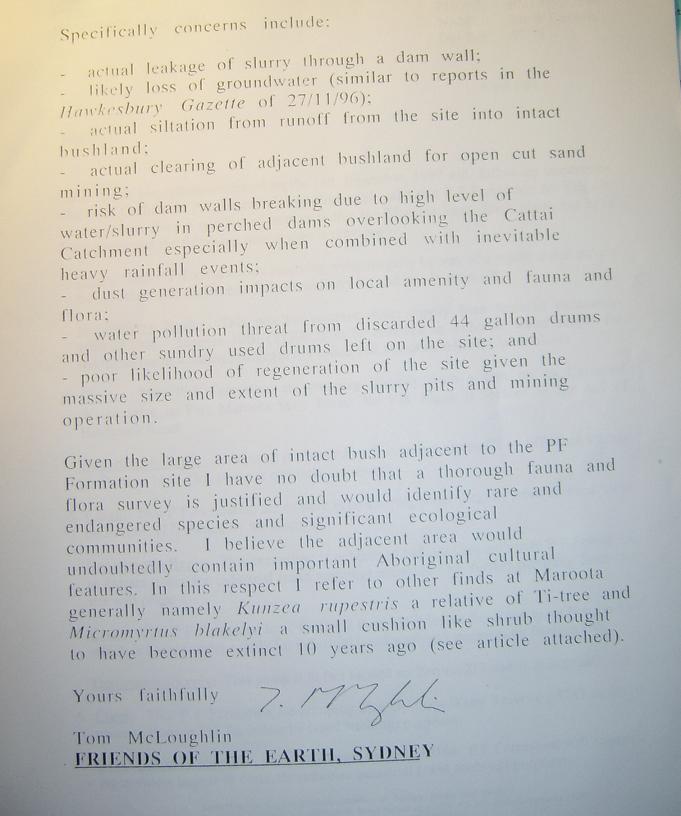 Specifically concerns include:
- actual leakage of slurry through a dam wall;
- likely loss of groundwater (similar to reports in the
Hawkesbury Gazette of 27/11/96);
- actual siltation from runoff from the site into intact
bushland;
- actual clearing of adjacent bushland for open cut sand
mining;
- risk of dam walls breaking due to high level of
water/slurry in perched dams overlooking the Cattai
Catchment especially when combined with inevitable
heavy rainfall events;
- dust generation impacts on local amenity and fauna and
flora;
- water pollution threat from discarded 44 gallon drums
and other sundry used drums left on the site; and
- poor likelihood of regeneration of the site given the
massive size and extent of the slurry pits and mining
operation.
Given the large area of intact bush adjacent to the PF
Formation site I have no doubt that a thorough fauna and
flora survey is justified and would identify rare and
endangered species and significant ecological
communities. I believe the adjacent area would
undoubtedly contain important Aboriginal cultural
features. In this respect I refer to other finds at Maroota
generally namely Kunzea rupestris a relative of Ti-tree and
Micromyrtus blakelyi a small cushion like shrub thought
to have become extinct 10 years ago (see article attached).
Yours faithfully T. McLoughlin
Tom McLoughlin
FRIENDS OF THE EARTH, SYDNEY